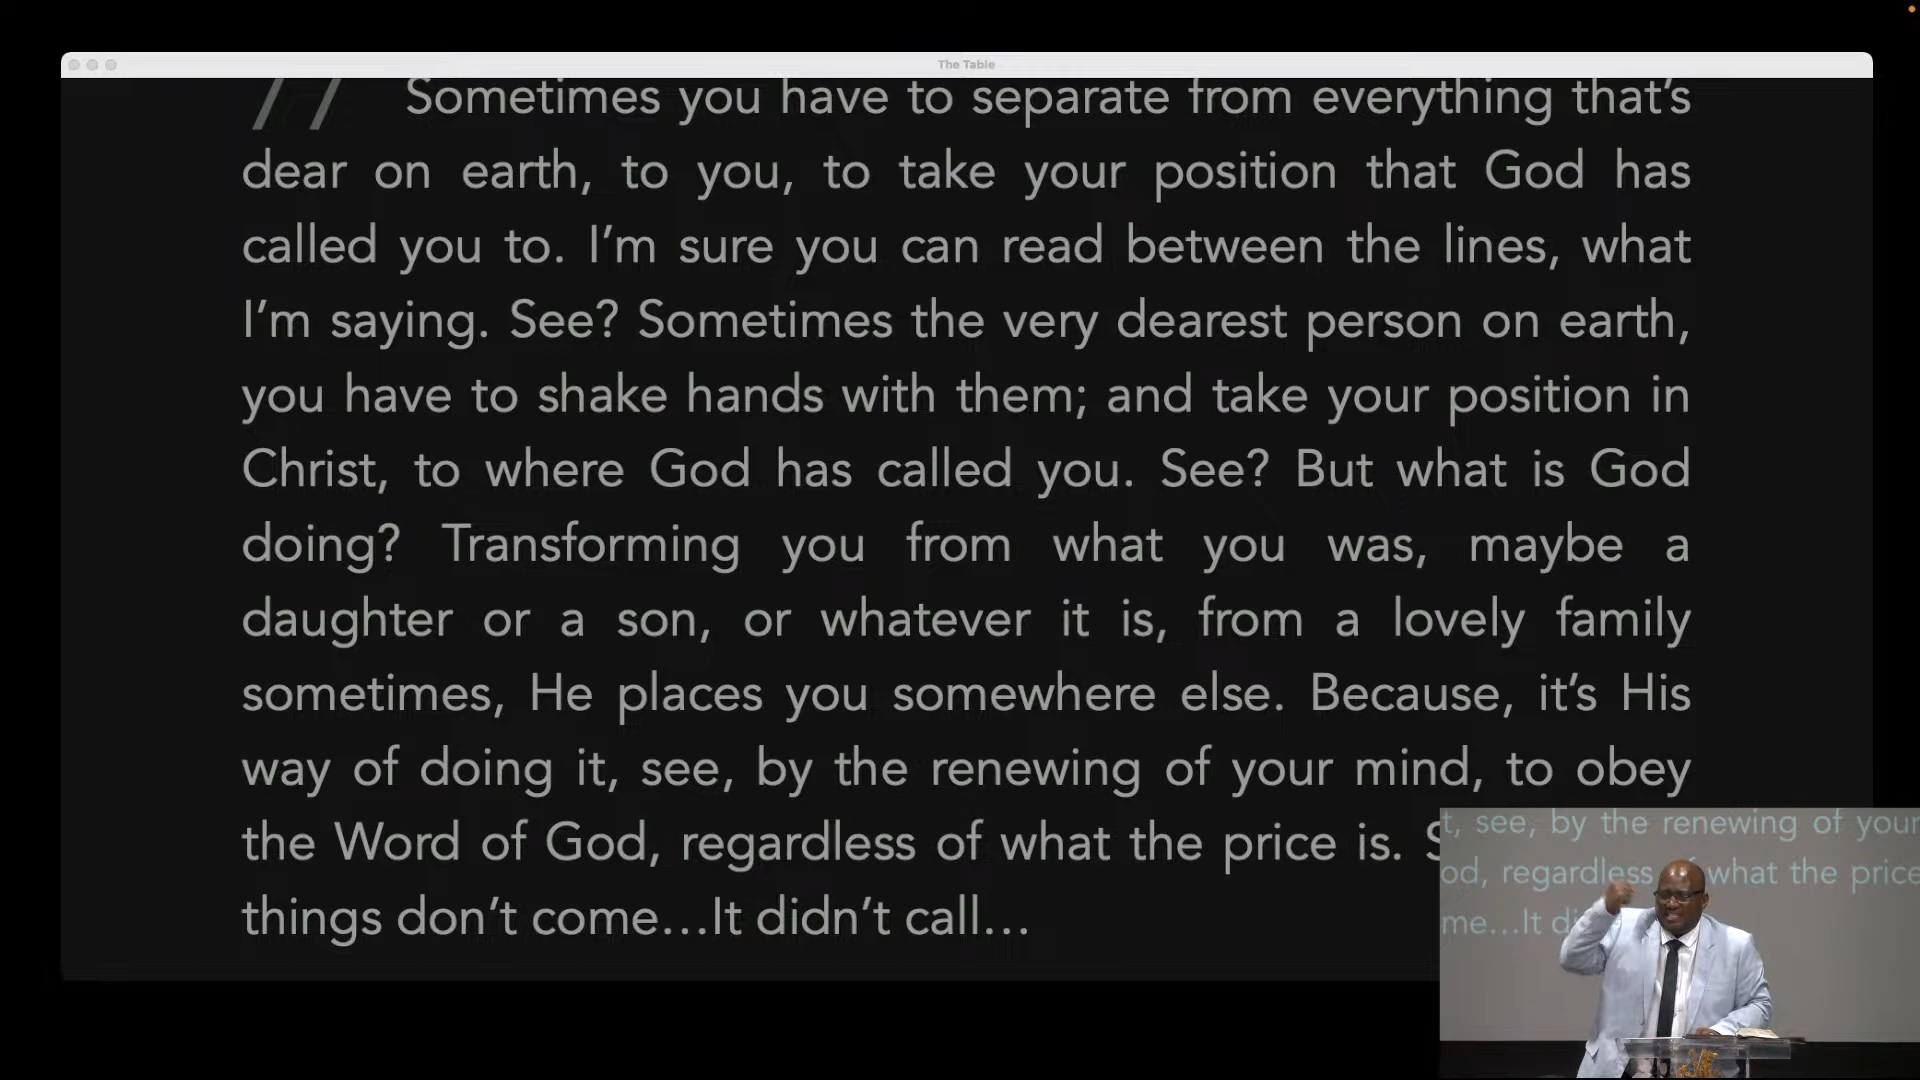 The Table
Sometimes you have to separate from everything that’s
dear on earth, to you, to take your position that God has
called you to. I’m sure you can read between the lines, what
I’m saying. See? Sometimes the very dearest person on earth,
you have to shake hands with them; and take your position in
Christ, to where God has called you. See? But what is God
doing? Transforming you from what you was, maybe a
daughter or a son, or whatever it is, from a lovely family
sometimes, He places you somewhere else. Because, it’s His
way of doing it, see, by the renewing of your mind, to obey
the Word of God, regardless of what the price is.
things don’t come…It didn’t call…
t, see, by the renewing of your
od, regardless what the price
me…It